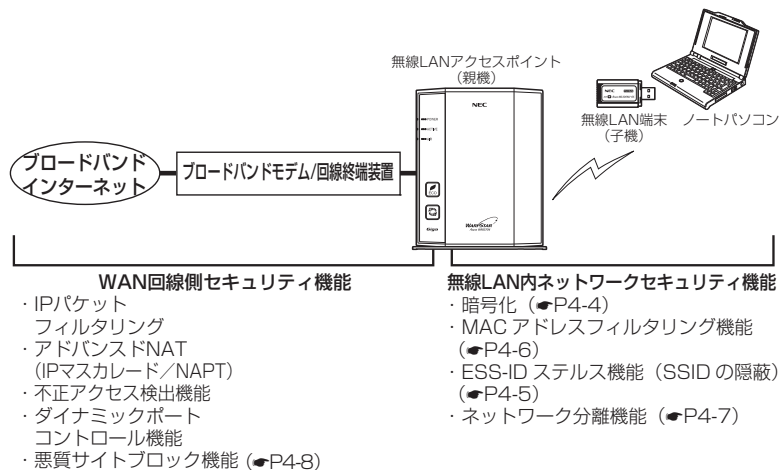 無線LANアクセスポイント
（親機）
NEC
POWER
ACTIVE
AIR
ECO
WARPSTAR
無線LAN端末
（子機）
ノートパソコン
ブロードバンド
インターネット
ブロードバンドモデム/回線終端装置
WAN回線側セキュリティ機能
・IPパケット
フィルタリング
・アドバンスドNAT
（IPマスカレード／NAPT）
・不正アクセス検出機能
・ダイナミックポート
コントロール機能
・悪質サイトブロック機能（☛P4-8）
無線LAN内ネットワークセキュリティ機能
・暗号化（☛P4-4）
・MAC アドレスフィルタリング機能
（☛P4-6）
・ESS-ID ステルス機能（SSID の隠蔽）
（☛P4-5）
・ネットワーク分離機能（☛P4-7）